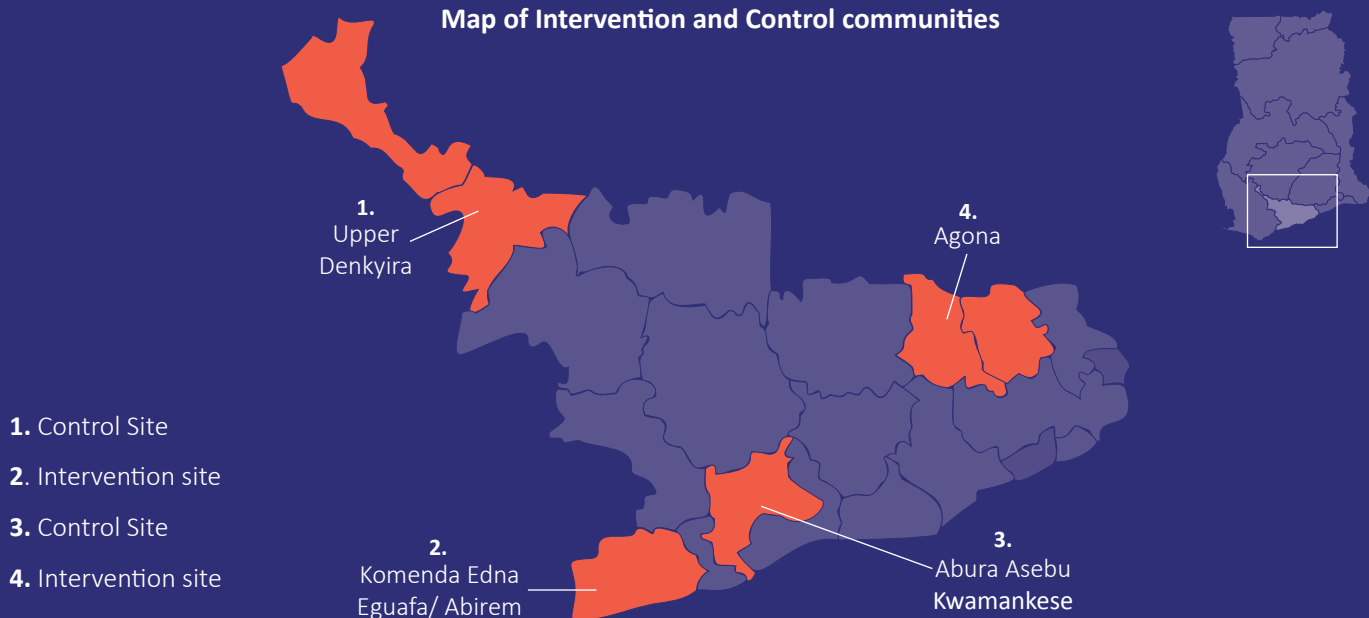 Map of Intervention and Control communities
1.
Upper
Denkyira
4.
Agona
1. Control Site
2. Intervention site
3. Control Site
4. Intervention site
2.
Komenda Edna
Eguafa/ Abirem
3.
Abura Asebu
Kwamankese